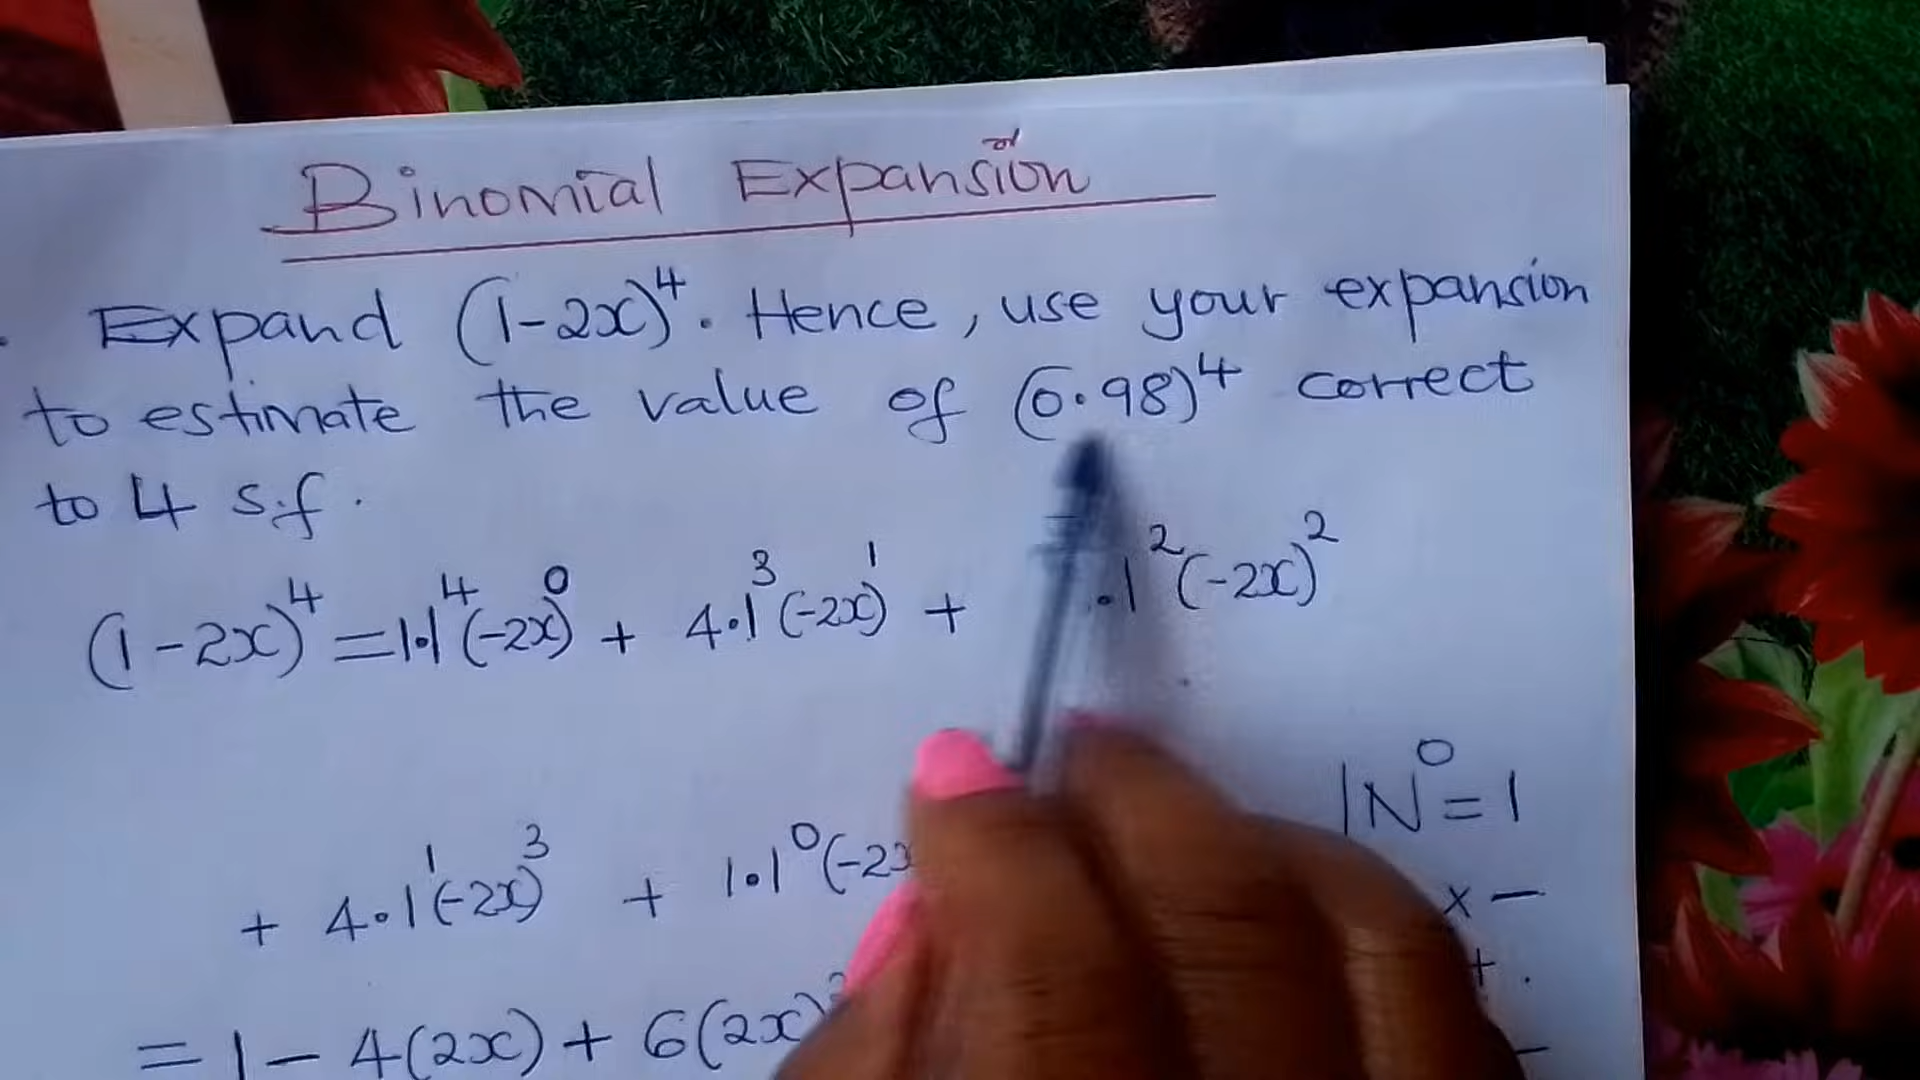 Binomial Expansion
Expand (1-2x)⁴. Hence, use your expansion
to estimate the value of (0.98)⁴ correct
to 4 s.f.
(1-2x)⁴ = 1.1⁴(-2x)⁰ + 4.1³(-2x)¹ + .1²(-2x)²
+ 4.1¹(-2x)³ + 1.1⁰(-2x
N⁰ = 1
x –
+ .
–
= 1 – 4(2x) + 6(2x)